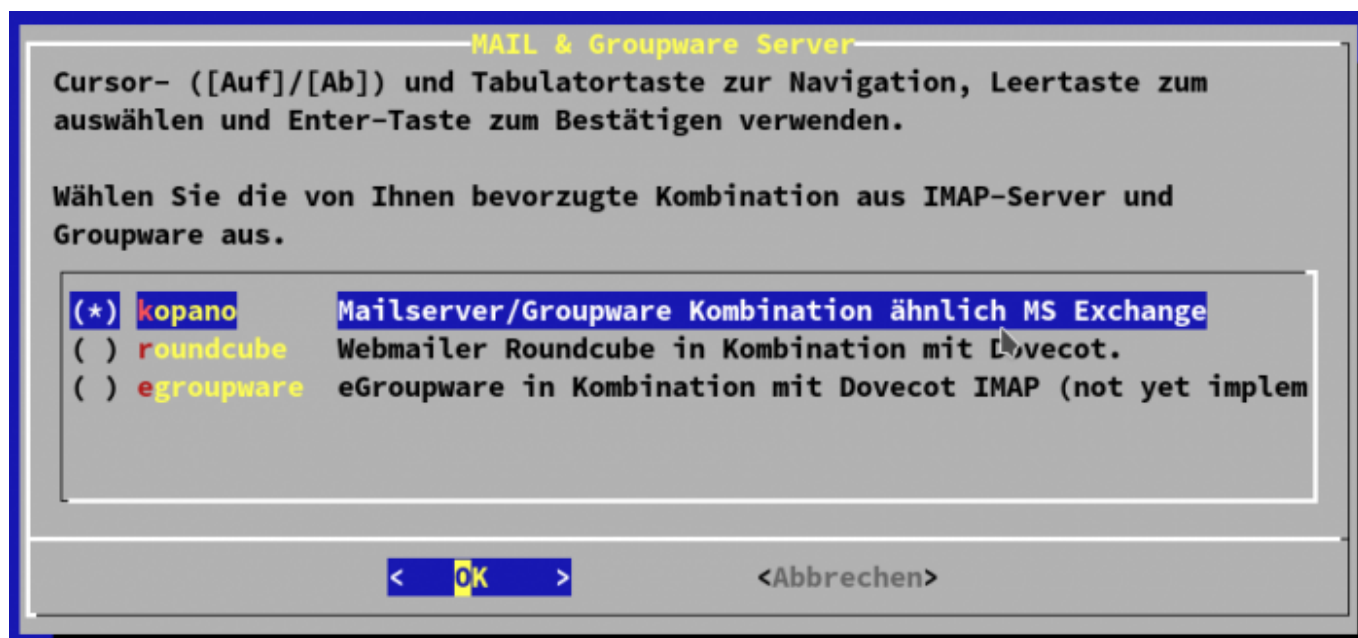 MAIL & Groupware Server
Cursor- ([Auf]/[Ab]) und Tabulatortaste zur Navigation, Leertaste zum
auswählen und Enter-Taste zum Bestätigen verwenden.
Wählen Sie die von Ihnen bevorzugte Kombination aus IMAP-Server und
Groupware aus.
(*) kopano Mailserver/Groupware Kombination ähnlich MS Exchange
( ) roundcube Webmailer Roundcube in Kombination mit Dovecot.
( ) egroupware eGroupware in Kombination mit Dovecot IMAP (not yet implem
< OK > <Abbrechen>